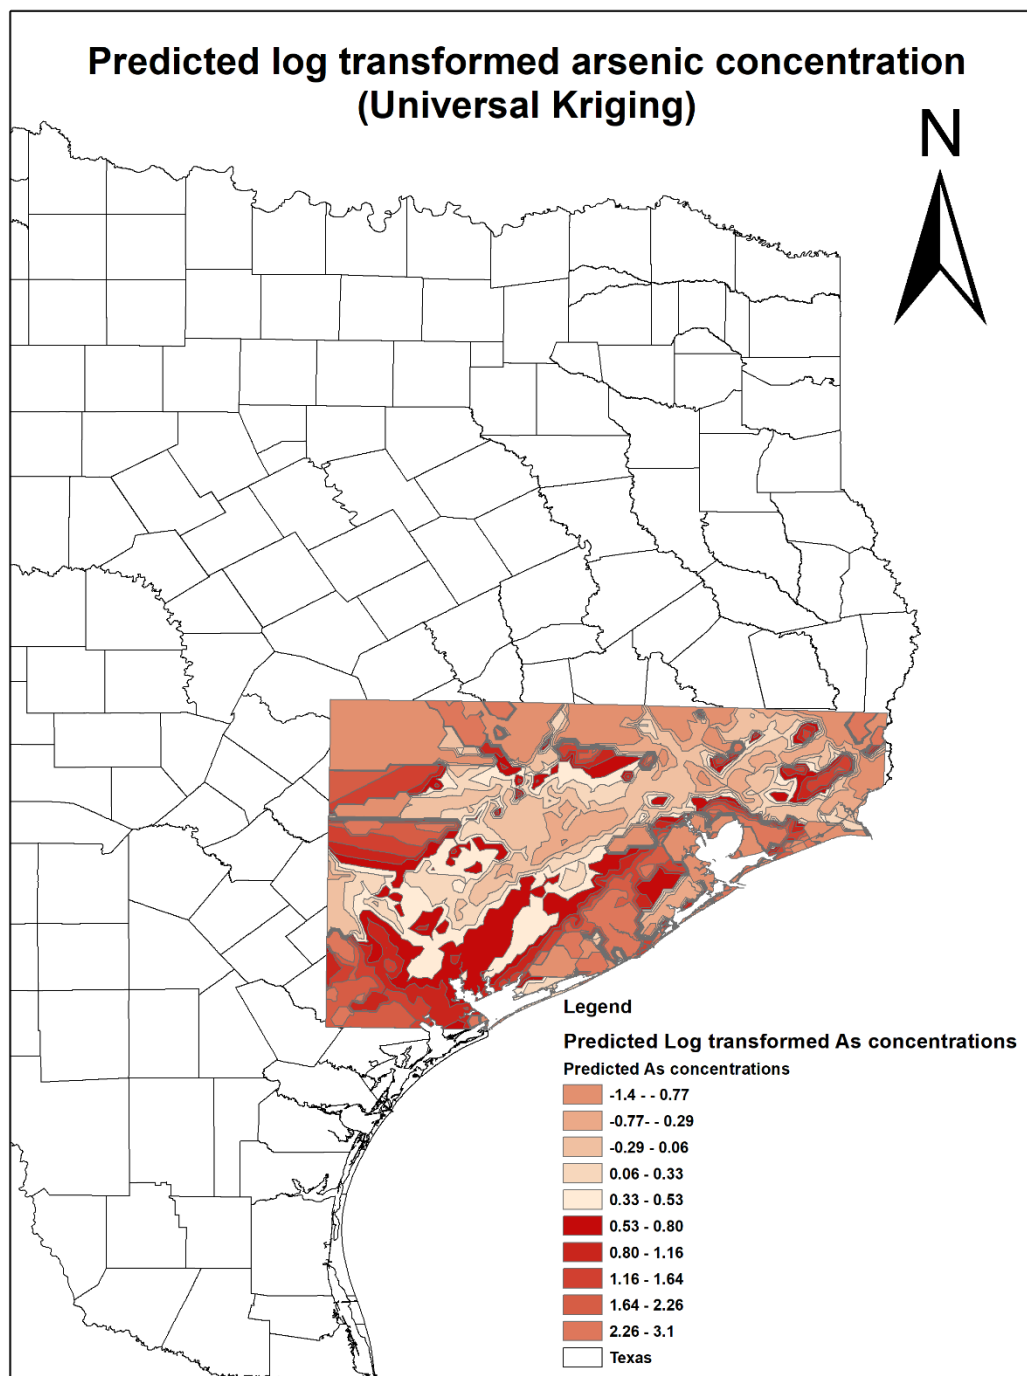 Predicted log transformed arsenic concentration
(Universal Kriging)
N
Legend
Predicted Log transformed As concentrations
Predicted As concentrations
-1.4 - - 0.77
-0.77- - 0.29
-0.29 - 0.06
0.06 - 0.33
0.33 - 0.53
0.53 - 0.80
0.80 - 1.16
1.16 - 1.64
1.64 - 2.26
2.26 - 3.1
Texas